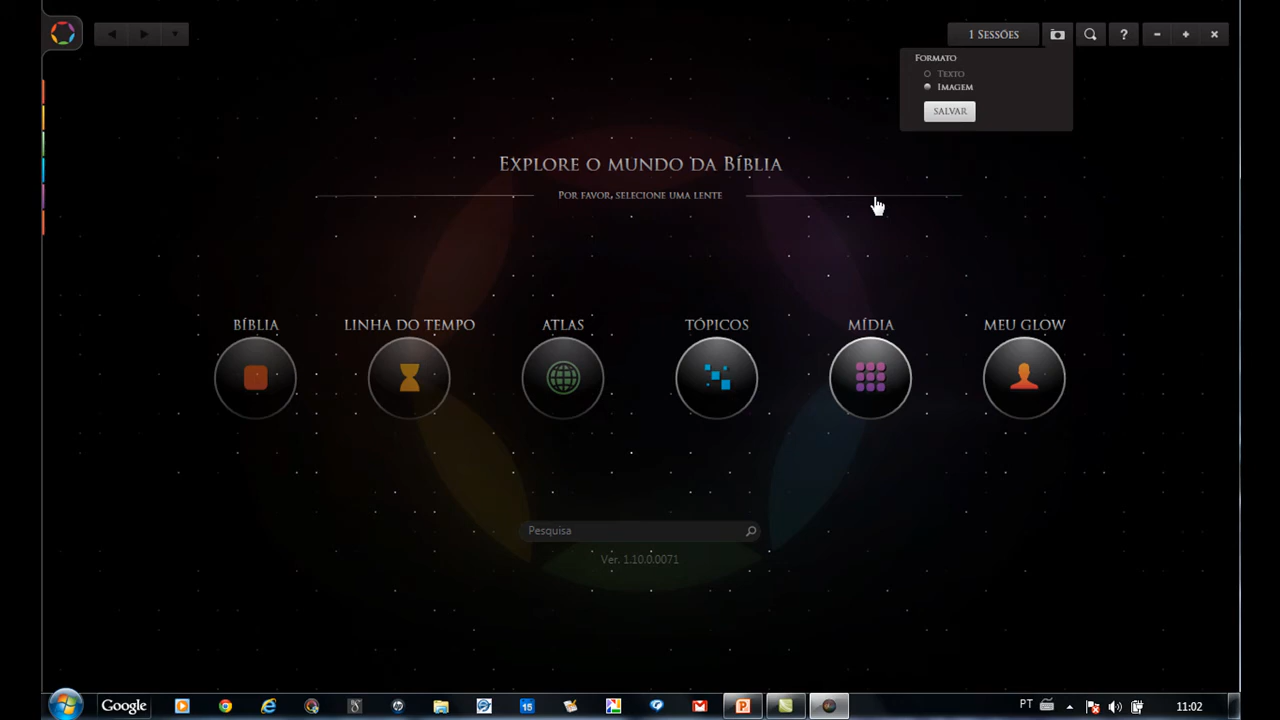 1 Sessões
?
Formato
Texto
Imagem
Salvar
Explore o mundo da Bíblia
Por favor, selecione uma lente
Bíblia
Linha do Tempo
Atlas
Tópicos
Mídia
Meu Glow
Pesquisa
Ver. 1.10.0.0071
Google
15
PT
11:02